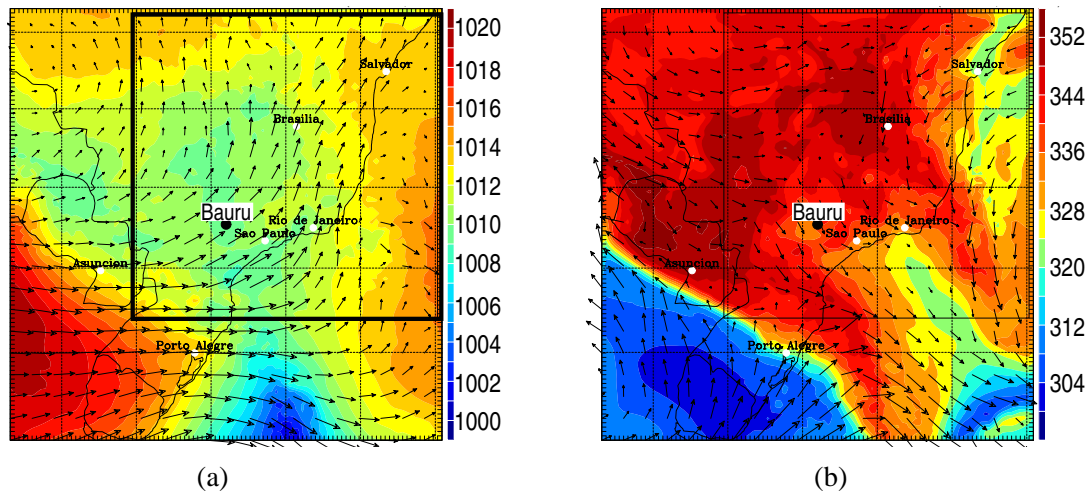 1020
1018
1016
1014
1012
1010
1008
1006
1004
1002
1000
Salvador
Brasilia
Bauru
Rio de Janeiro
Sao Paulo
Asuncion
Porto Alegre
(a)
352
344
336
328
320
312
304
Salvador
Brasilia
Bauru
Rio de Janeiro
Sao Paulo
Asuncion
Porto Alegre
(b)